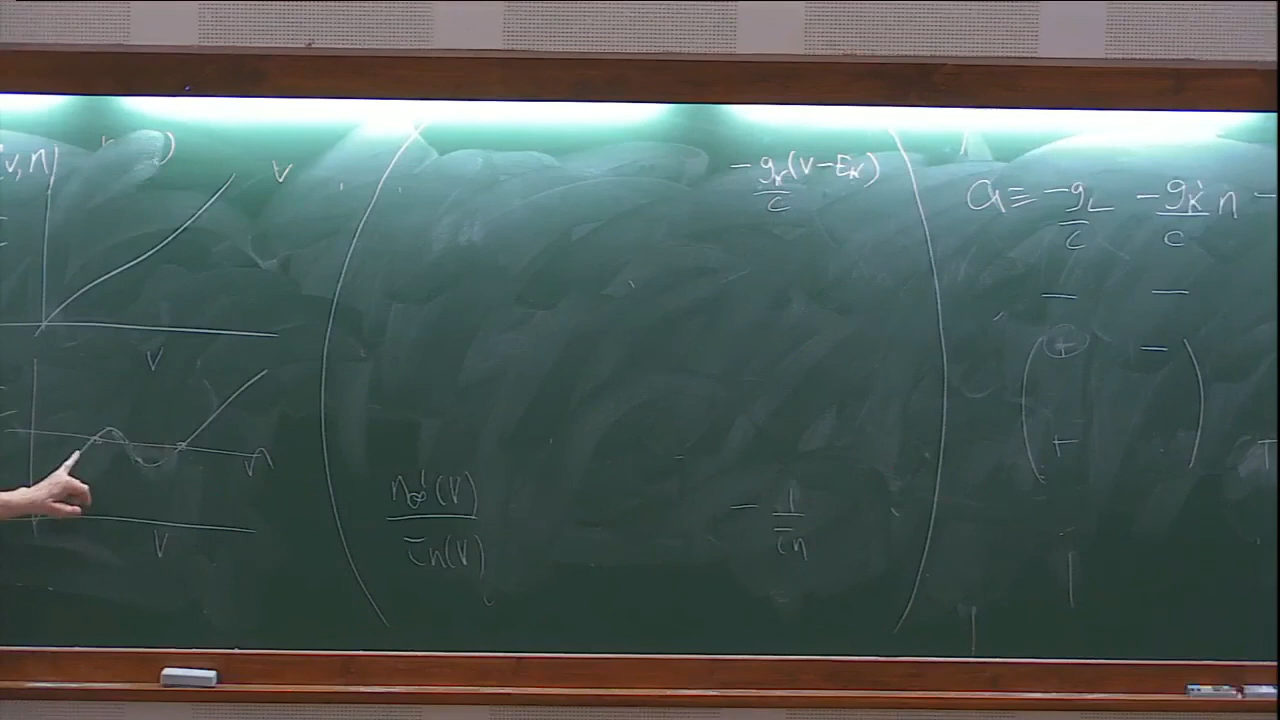 v, n)
V
V
V
V
- g_K (V - E_K) / C
n_∞'(V) / τ_n(V)
- 1 / τ_n
a ≡ - g_L / C - g_K n / C -
— —
( + — )
+ +